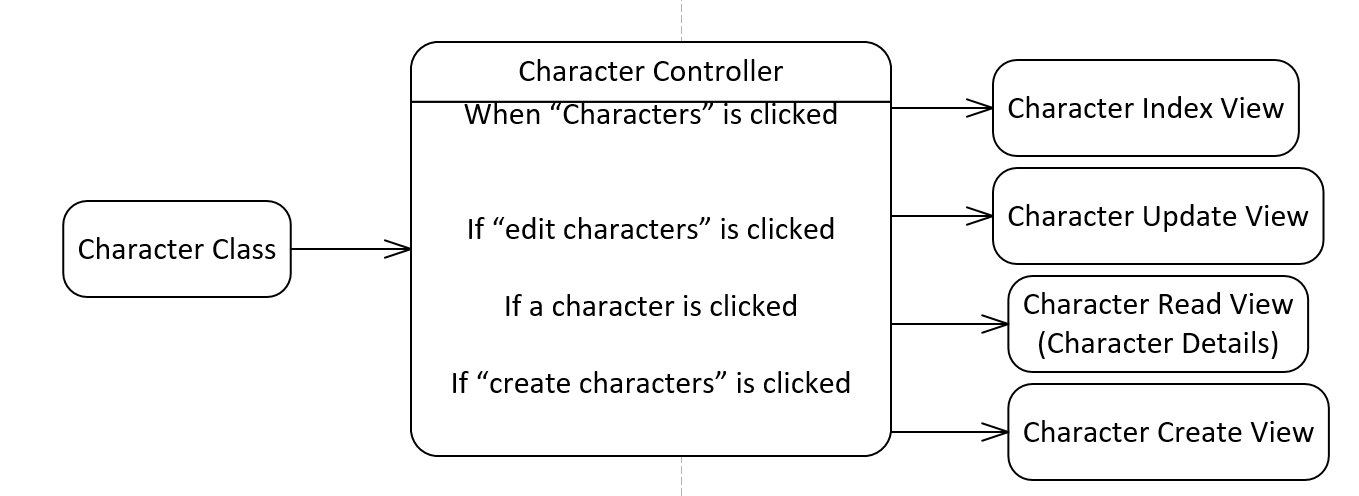 Character Controller
When “Characters” is clicked
Character Index View
Character Update View
If “edit characters” is clicked
Character Class
If a character is clicked
Character Read View
(Character Details)
If “create characters” is clicked
Character Create View